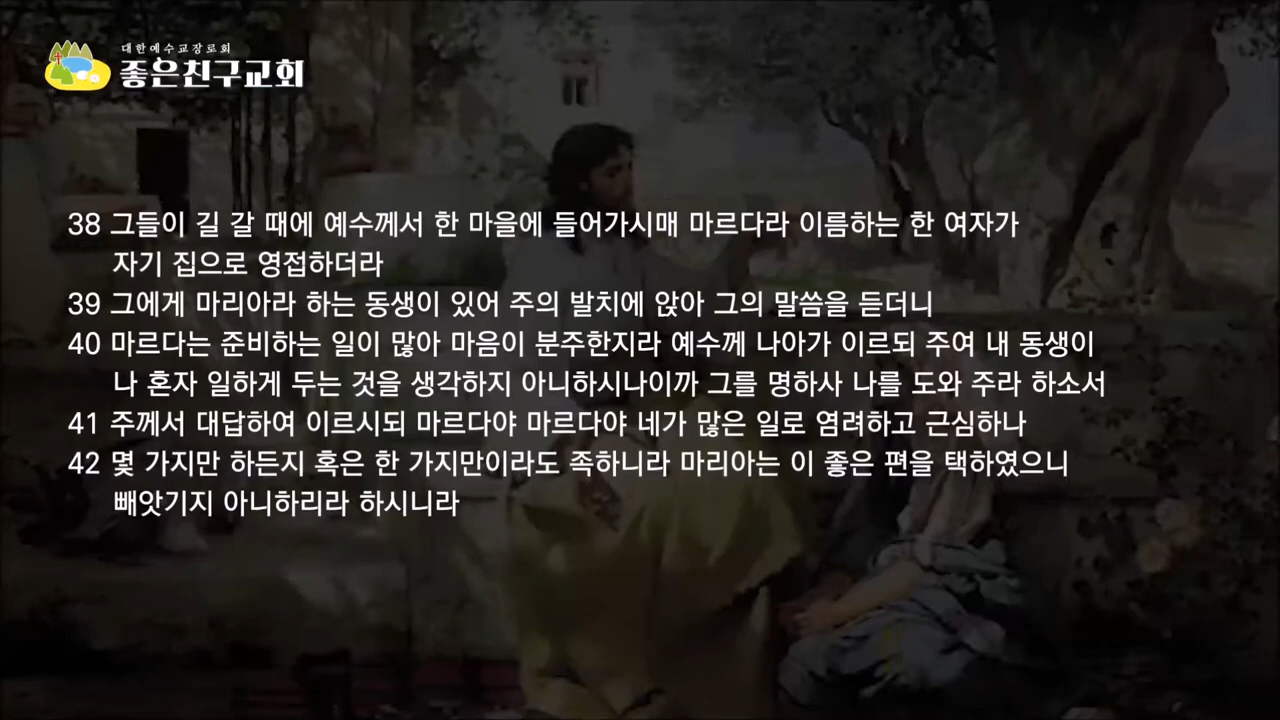 대한예수교장로회
좋은친구교회
38 그들이 길 갈 때에 예수께서 한 마을에 들어가시매 마르다라 이름하는 한 여자가
자기 집으로 영접하더라
39 그에게 마리아라 하는 동생이 있어 주의 발치에 앉아 그의 말씀을 듣더니
40 마르다는 준비하는 일이 많아 마음이 분주한지라 예수께 나아가 이르되 주여 내 동생이
나 혼자 일하게 두는 것을 생각하지 아니하시나이까 그를 명하사 나를 도와 주라 하소서
41 주께서 대답하여 이르시되 마르다야 마르다야 네가 많은 일로 염려하고 근심하나
42 몇 가지만 하든지 혹은 한 가지만이라도 족하니라 마리아는 이 좋은 편을 택하였으니
빼앗기지 아니하리라 하시니라